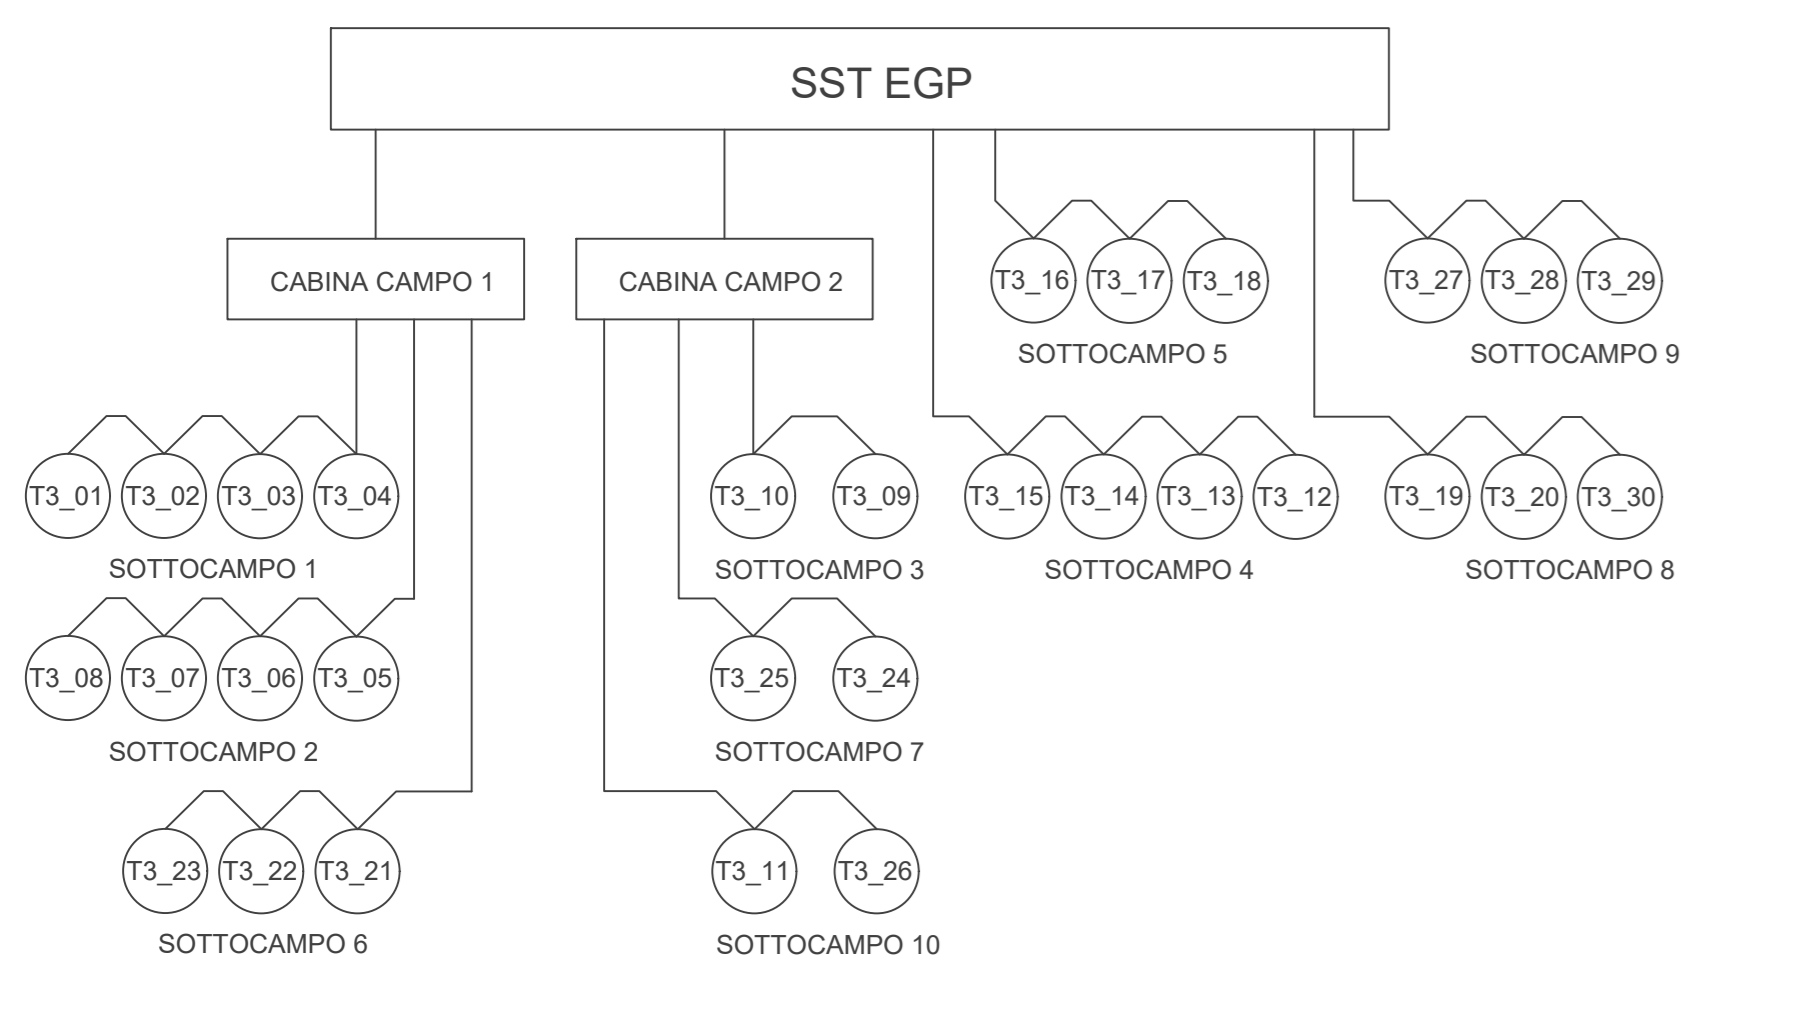 SST EGP
CABINA CAMPO 1
CABINA CAMPO 2
T3_16 T3_17 T3_18
SOTTOCAMPO 5
T3_27 T3_28 T3_29
SOTTOCAMPO 9
T3_01 T3_02 T3_03 T3_04
SOTTOCAMPO 1
T3_10 T3_09
SOTTOCAMPO 3
T3_15 T3_14 T3_13 T3_12
SOTTOCAMPO 4
T3_19 T3_20 T3_30
SOTTOCAMPO 8
T3_08 T3_07 T3_06 T3_05
SOTTOCAMPO 2
T3_25 T3_24
SOTTOCAMPO 7
T3_23 T3_22 T3_21
SOTTOCAMPO 6
T3_11 T3_26
SOTTOCAMPO 10